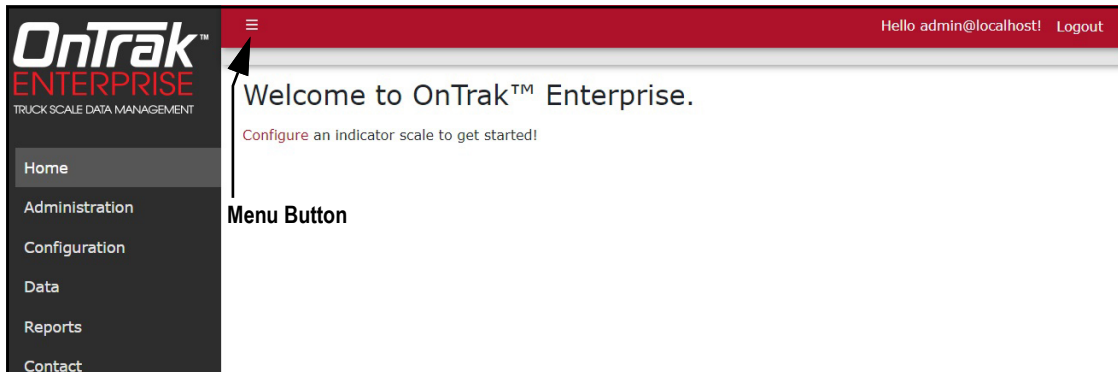 OnTrak™
ENTERPRISE
TRUCK SCALE DATA MANAGEMENT
Hello admin@localhost! Logout
Welcome to OnTrak™ Enterprise.
Configure an indicator scale to get started!
Menu Button
Home
Administration
Configuration
Data
Reports
Contact